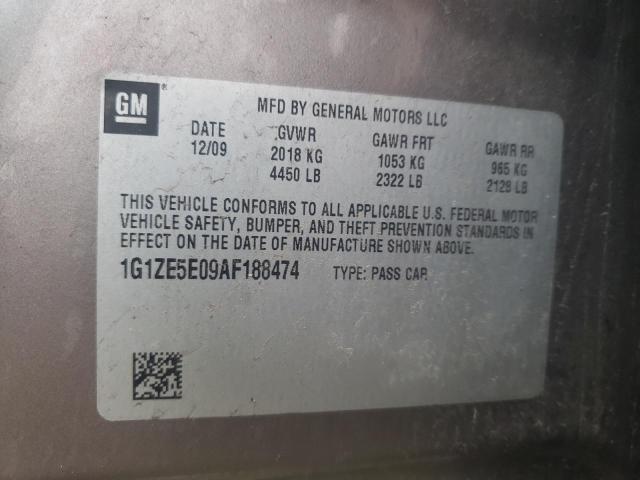 GM
MFD BY GENERAL MOTORS LLC
DATE GVWR GAWR FRT GAWR RR
12/09 2018 KG 1053 KG 965 KG
4450 LB 2322 LB 2128 LB
THIS VEHICLE CONFORMS TO ALL APPLICABLE U.S. FEDERAL MOTOR
VEHICLE SAFETY, BUMPER, AND THEFT PREVENTION STANDARDS IN
EFFECT ON THE DATE OF MANUFACTURE SHOWN ABOVE.
1G1ZE5E09AF188474 TYPE: PASS CAR